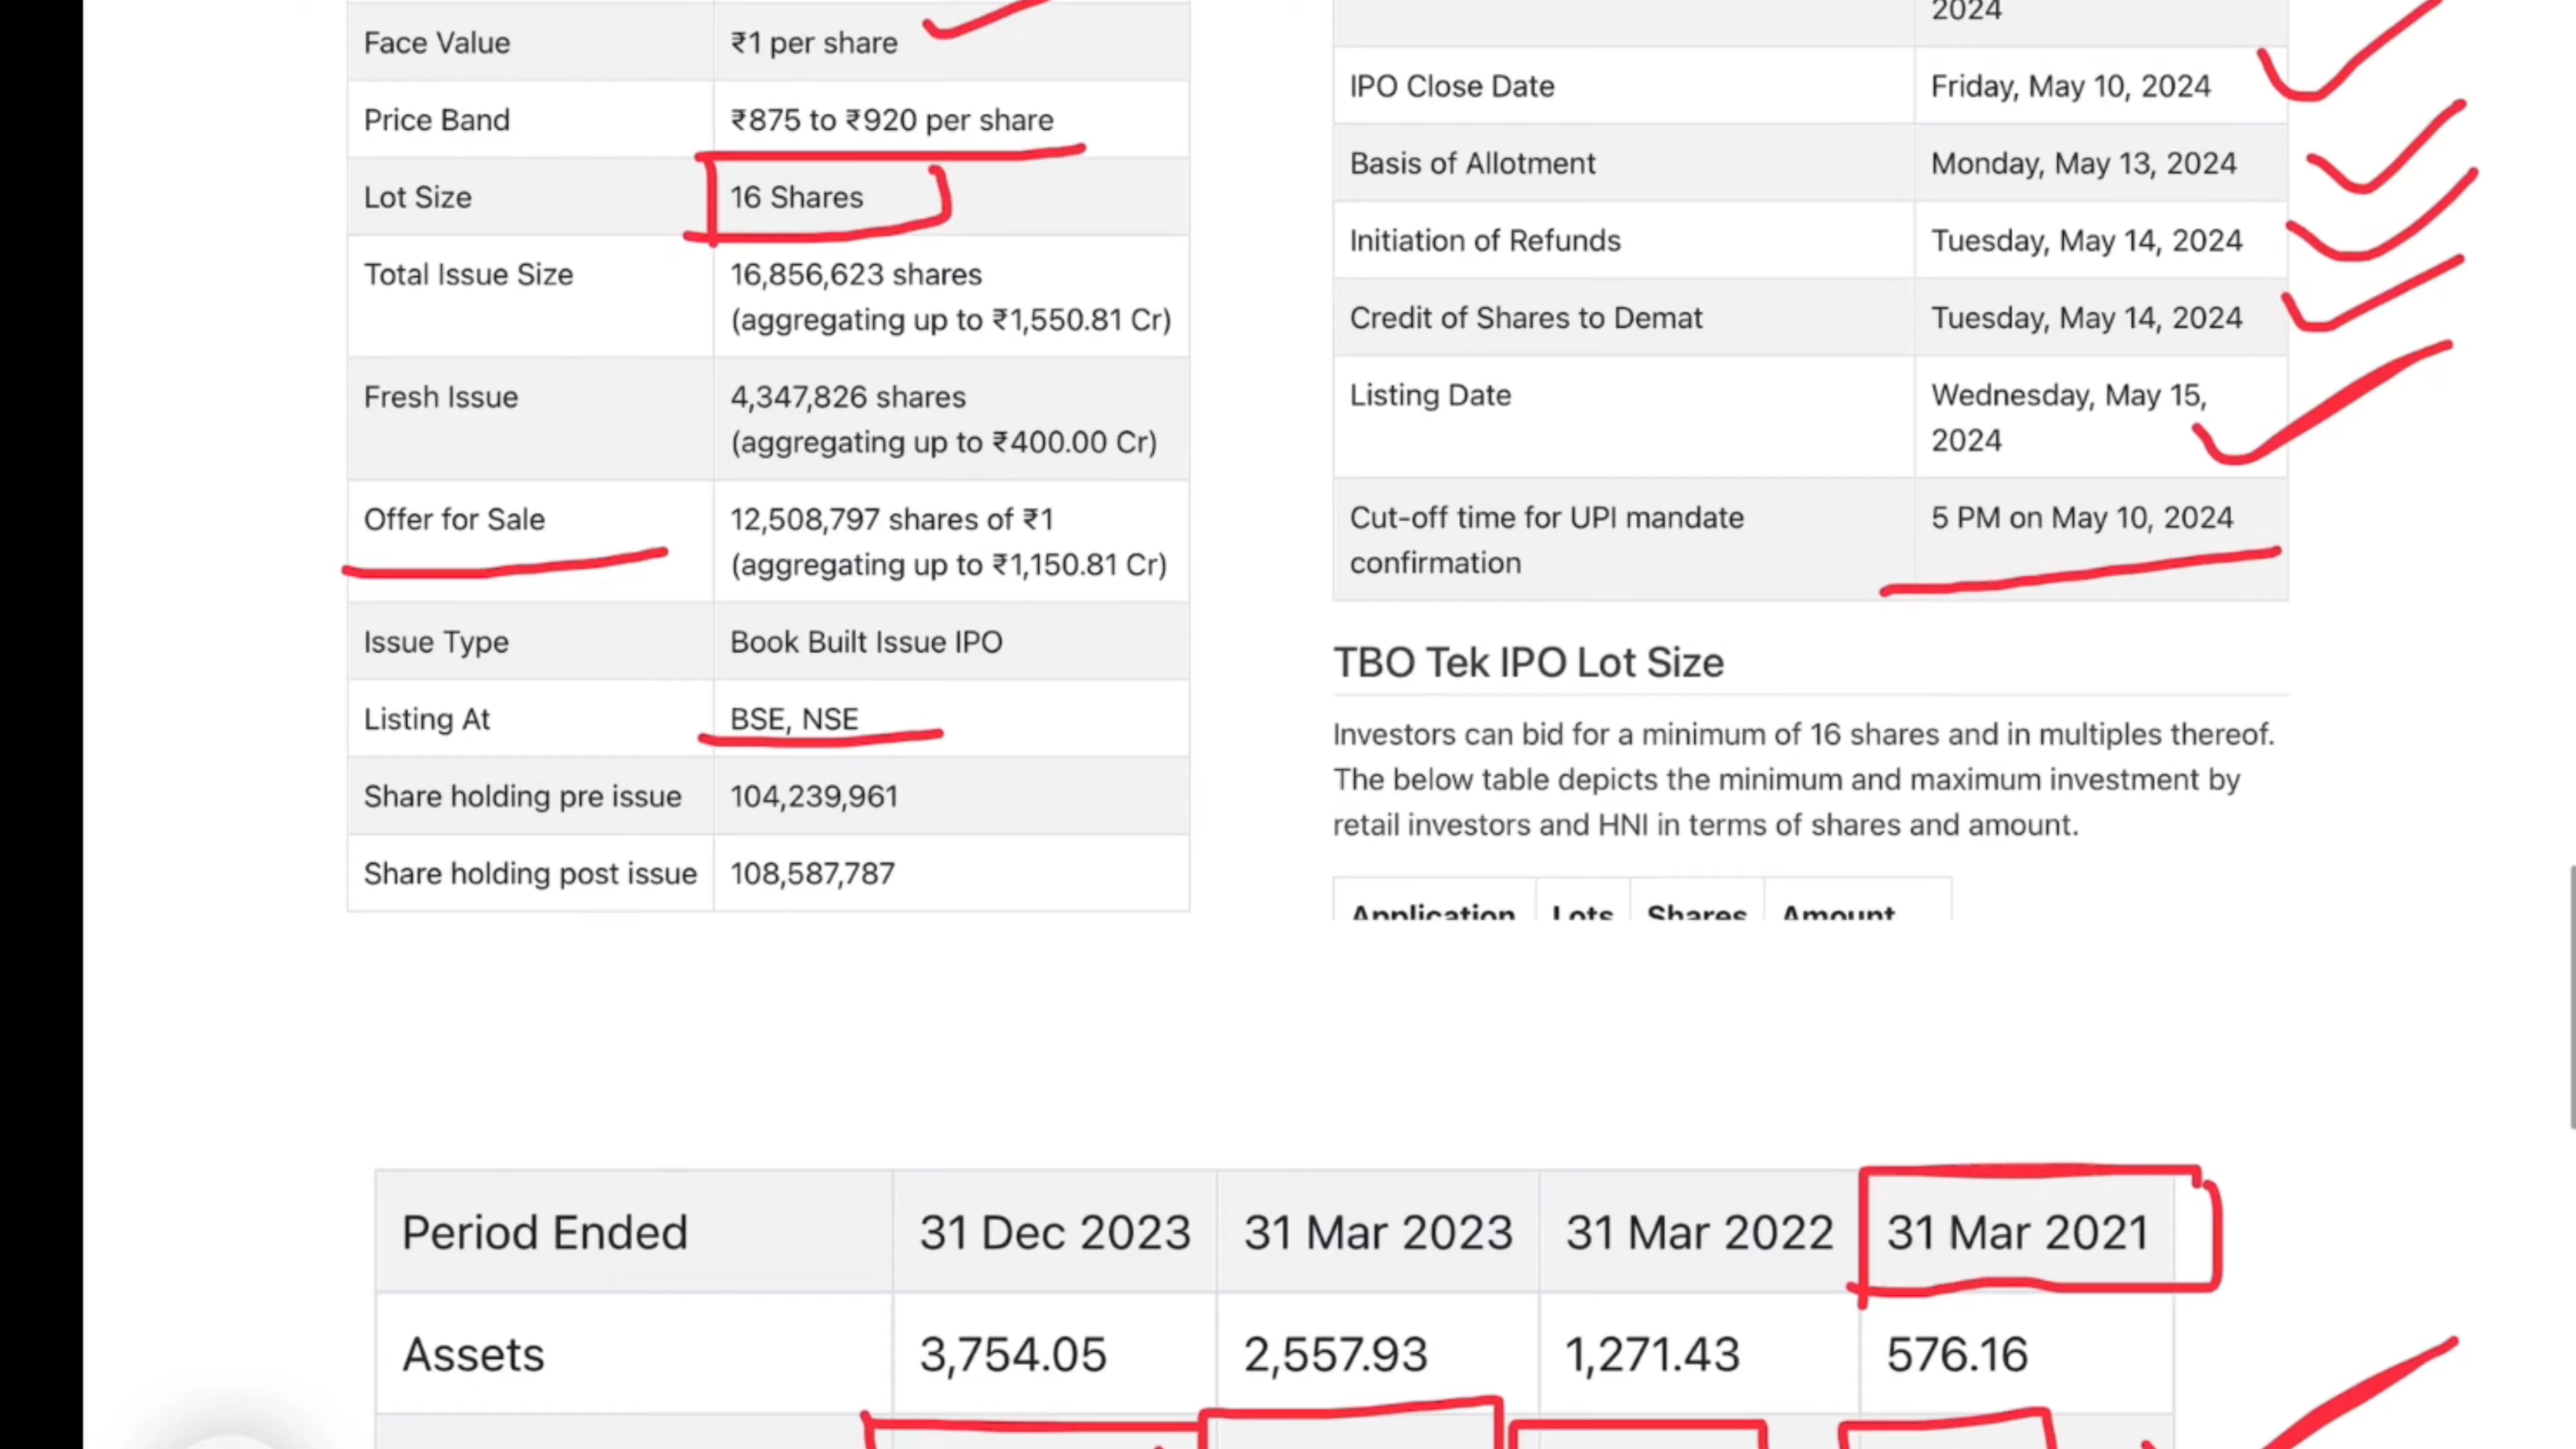 Face Value ₹1 per share
Price Band ₹875 to ₹920 per share
Lot Size 16 Shares
Total Issue Size 16,856,623 shares
(aggregating up to ₹1,550.81 Cr)
Fresh Issue 4,347,826 shares
(aggregating up to ₹400.00 Cr)
Offer for Sale 12,508,797 shares of ₹1
(aggregating up to ₹1,150.81 Cr)
Issue Type Book Built Issue IPO
Listing At BSE, NSE
Share holding pre issue 104,239,961
Share holding post issue 108,587,787
2024
IPO Close Date Friday, May 10, 2024
Basis of Allotment Monday, May 13, 2024
Initiation of Refunds Tuesday, May 14, 2024
Credit of Shares to Demat Tuesday, May 14, 2024
Listing Date Wednesday, May 15,
2024
Cut-off time for UPI mandate 5 PM on May 10, 2024
confirmation
TBO Tek IPO Lot Size
Investors can bid for a minimum of 16 shares and in multiples thereof.
The below table depicts the minimum and maximum investment by
retail investors and HNI in terms of shares and amount.
Application Lots Shares Amount
Period Ended 31 Dec 2023 31 Mar 2023 31 Mar 2022 31 Mar 2021
Assets 3,754.05 2,557.93 1,271.43 576.16